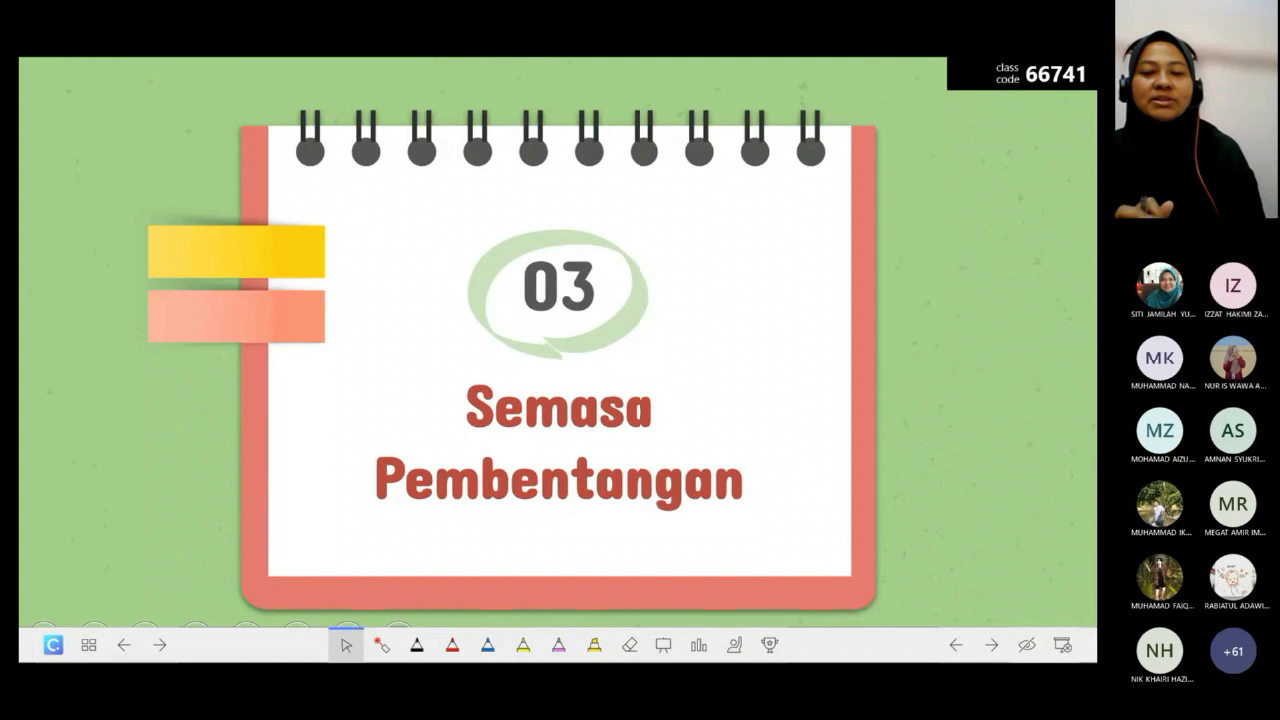 class
code 66741
03
Semasa
Pembentangan
SITI JAMILAH YU...
IZ
IZZAT HAKIMI ZA...
MK
MUHAMMAD NA...
NUR IS WAWA A...
MZ
MOHAMAD AIZU...
AS
AMNAN SYUKRI...
MUHAMMAD IK...
MR
MEGAT AMIR IM...
MUHAMAD FAIQ...
RABIATUL ADAWI...
NH
NIK KHAIRI HAZI...
+61